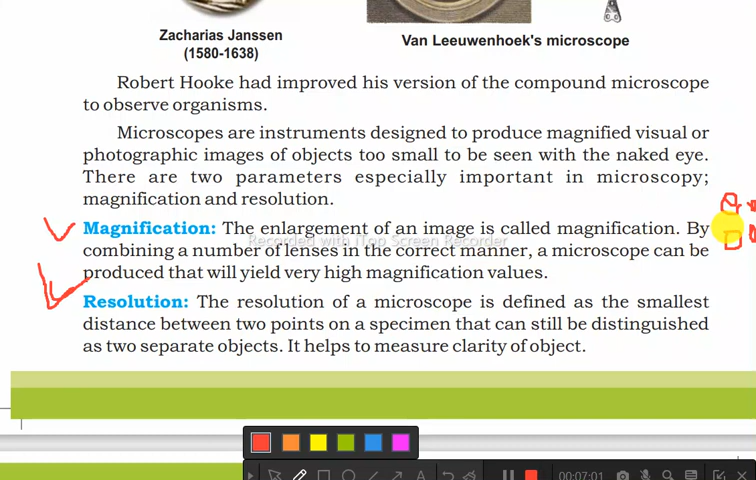 Zacharias Janssen
(1580-1638)
Van Leeuwenhoek's microscope
Robert Hooke had improved his version of the compound microscope
to observe organisms.
Microscopes are instruments designed to produce magnified visual or
photographic images of objects too small to be seen with the naked eye.
There are two parameters especially important in microscopy;
magnification and resolution.
Magnification: The enlargement of an image is called magnification. By
combining a number of lenses in the correct manner, a microscope can be
produced that will yield very high magnification values.
Recorded with iTop Screen Recorder
Resolution: The resolution of a microscope is defined as the smallest
distance between two points on a specimen that can still be distinguished
as two separate objects. It helps to measure clarity of object.
00:07:01